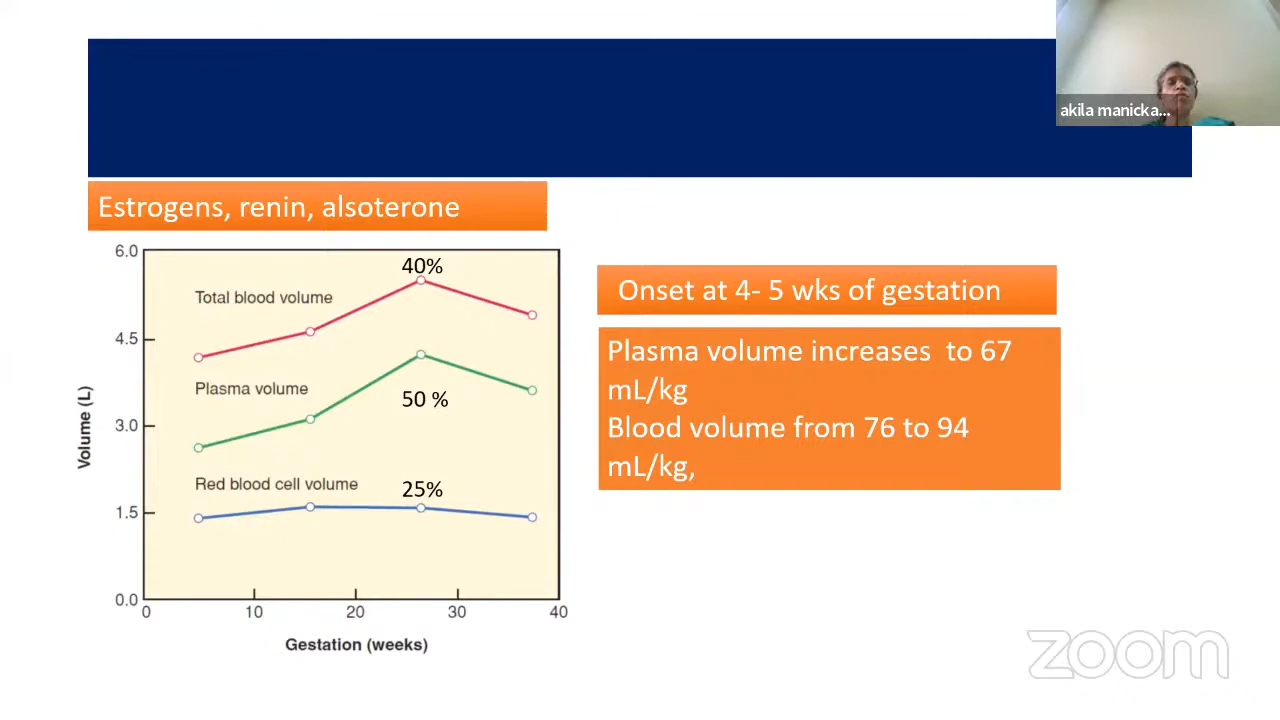 akila manicka...
Estrogens, renin, alsoterone
6.0
4.5
3.0
1.5
0.0
Volume (L)
Total blood volume
40%
Plasma volume
50 %
Red blood cell volume
25%
0 10 20 30 40
Gestation (weeks)
Onset at 4- 5 wks of gestation
Plasma volume increases to 67
mL/kg
Blood volume from 76 to 94
mL/kg,
zoom